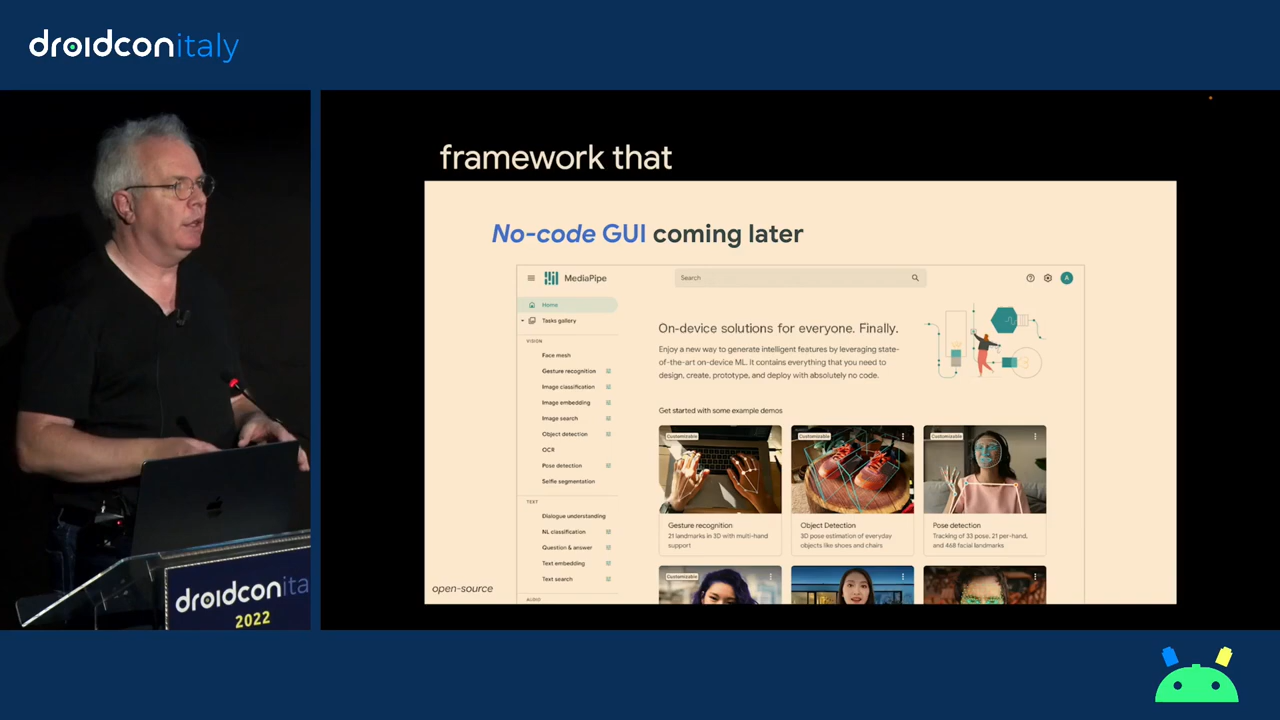 droidconitaly
framework that
No-code GUI coming later
MediaPipe
Search
A
Home
Tasks gallery
VISION
Face mesh
Gesture recognition
Image classification
Image embedding
Image search
Object detection
OCR
Pose detection
Selfie segmentation
TEXT
Dialogue understanding
NL classification
Question & answer
Text embedding
Text search
AUDIO
On-device solutions for everyone. Finally.
Enjoy a new way to generate intelligent features by leveraging state-
of-the-art on-device ML. It contains everything that you need to
design, create, prototype, and deploy with absolutely no code.
Get started with some example demos
Customizable
Customizable
Customizable
Gesture recognition
21 landmarks in 3D with multi-hand
support
Object Detection
3D pose estimation of everyday
objects like shoes and chairs
Pose detection
Tracking of 33 pose, 21 per-hand,
and 468 facial landmarks
Customizable
Customizable
open-source
droidconita
2022